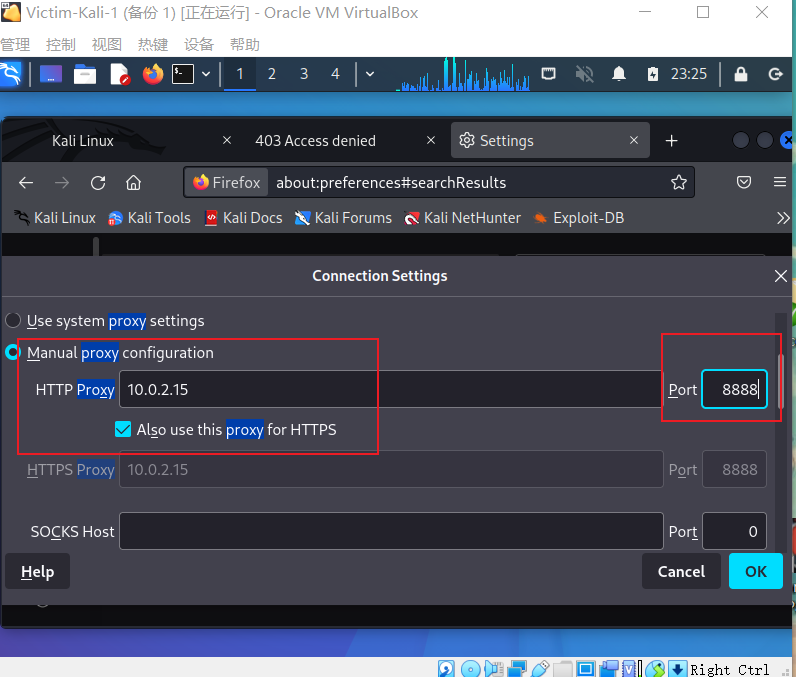 Victim-Kali-1 (备份 1) [正在运行] - Oracle VM VirtualBox
管理 控制 视图 热键 设备 帮助
1 2 3 4 23:25
Kali Linux 403 Access denied Settings
Firefox about:preferences#searchResults
Kali Linux Kali Tools Kali Docs Kali Forums Kali NetHunter Exploit-DB
Connection Settings
Use system proxy settings
Manual proxy configuration
HTTP Proxy 10.0.2.15 Port 8888
Also use this proxy for HTTPS
HTTPS Proxy 10.0.2.15 Port 8888
SOCKS Host Port 0
Help Cancel OK
Right Ctrl